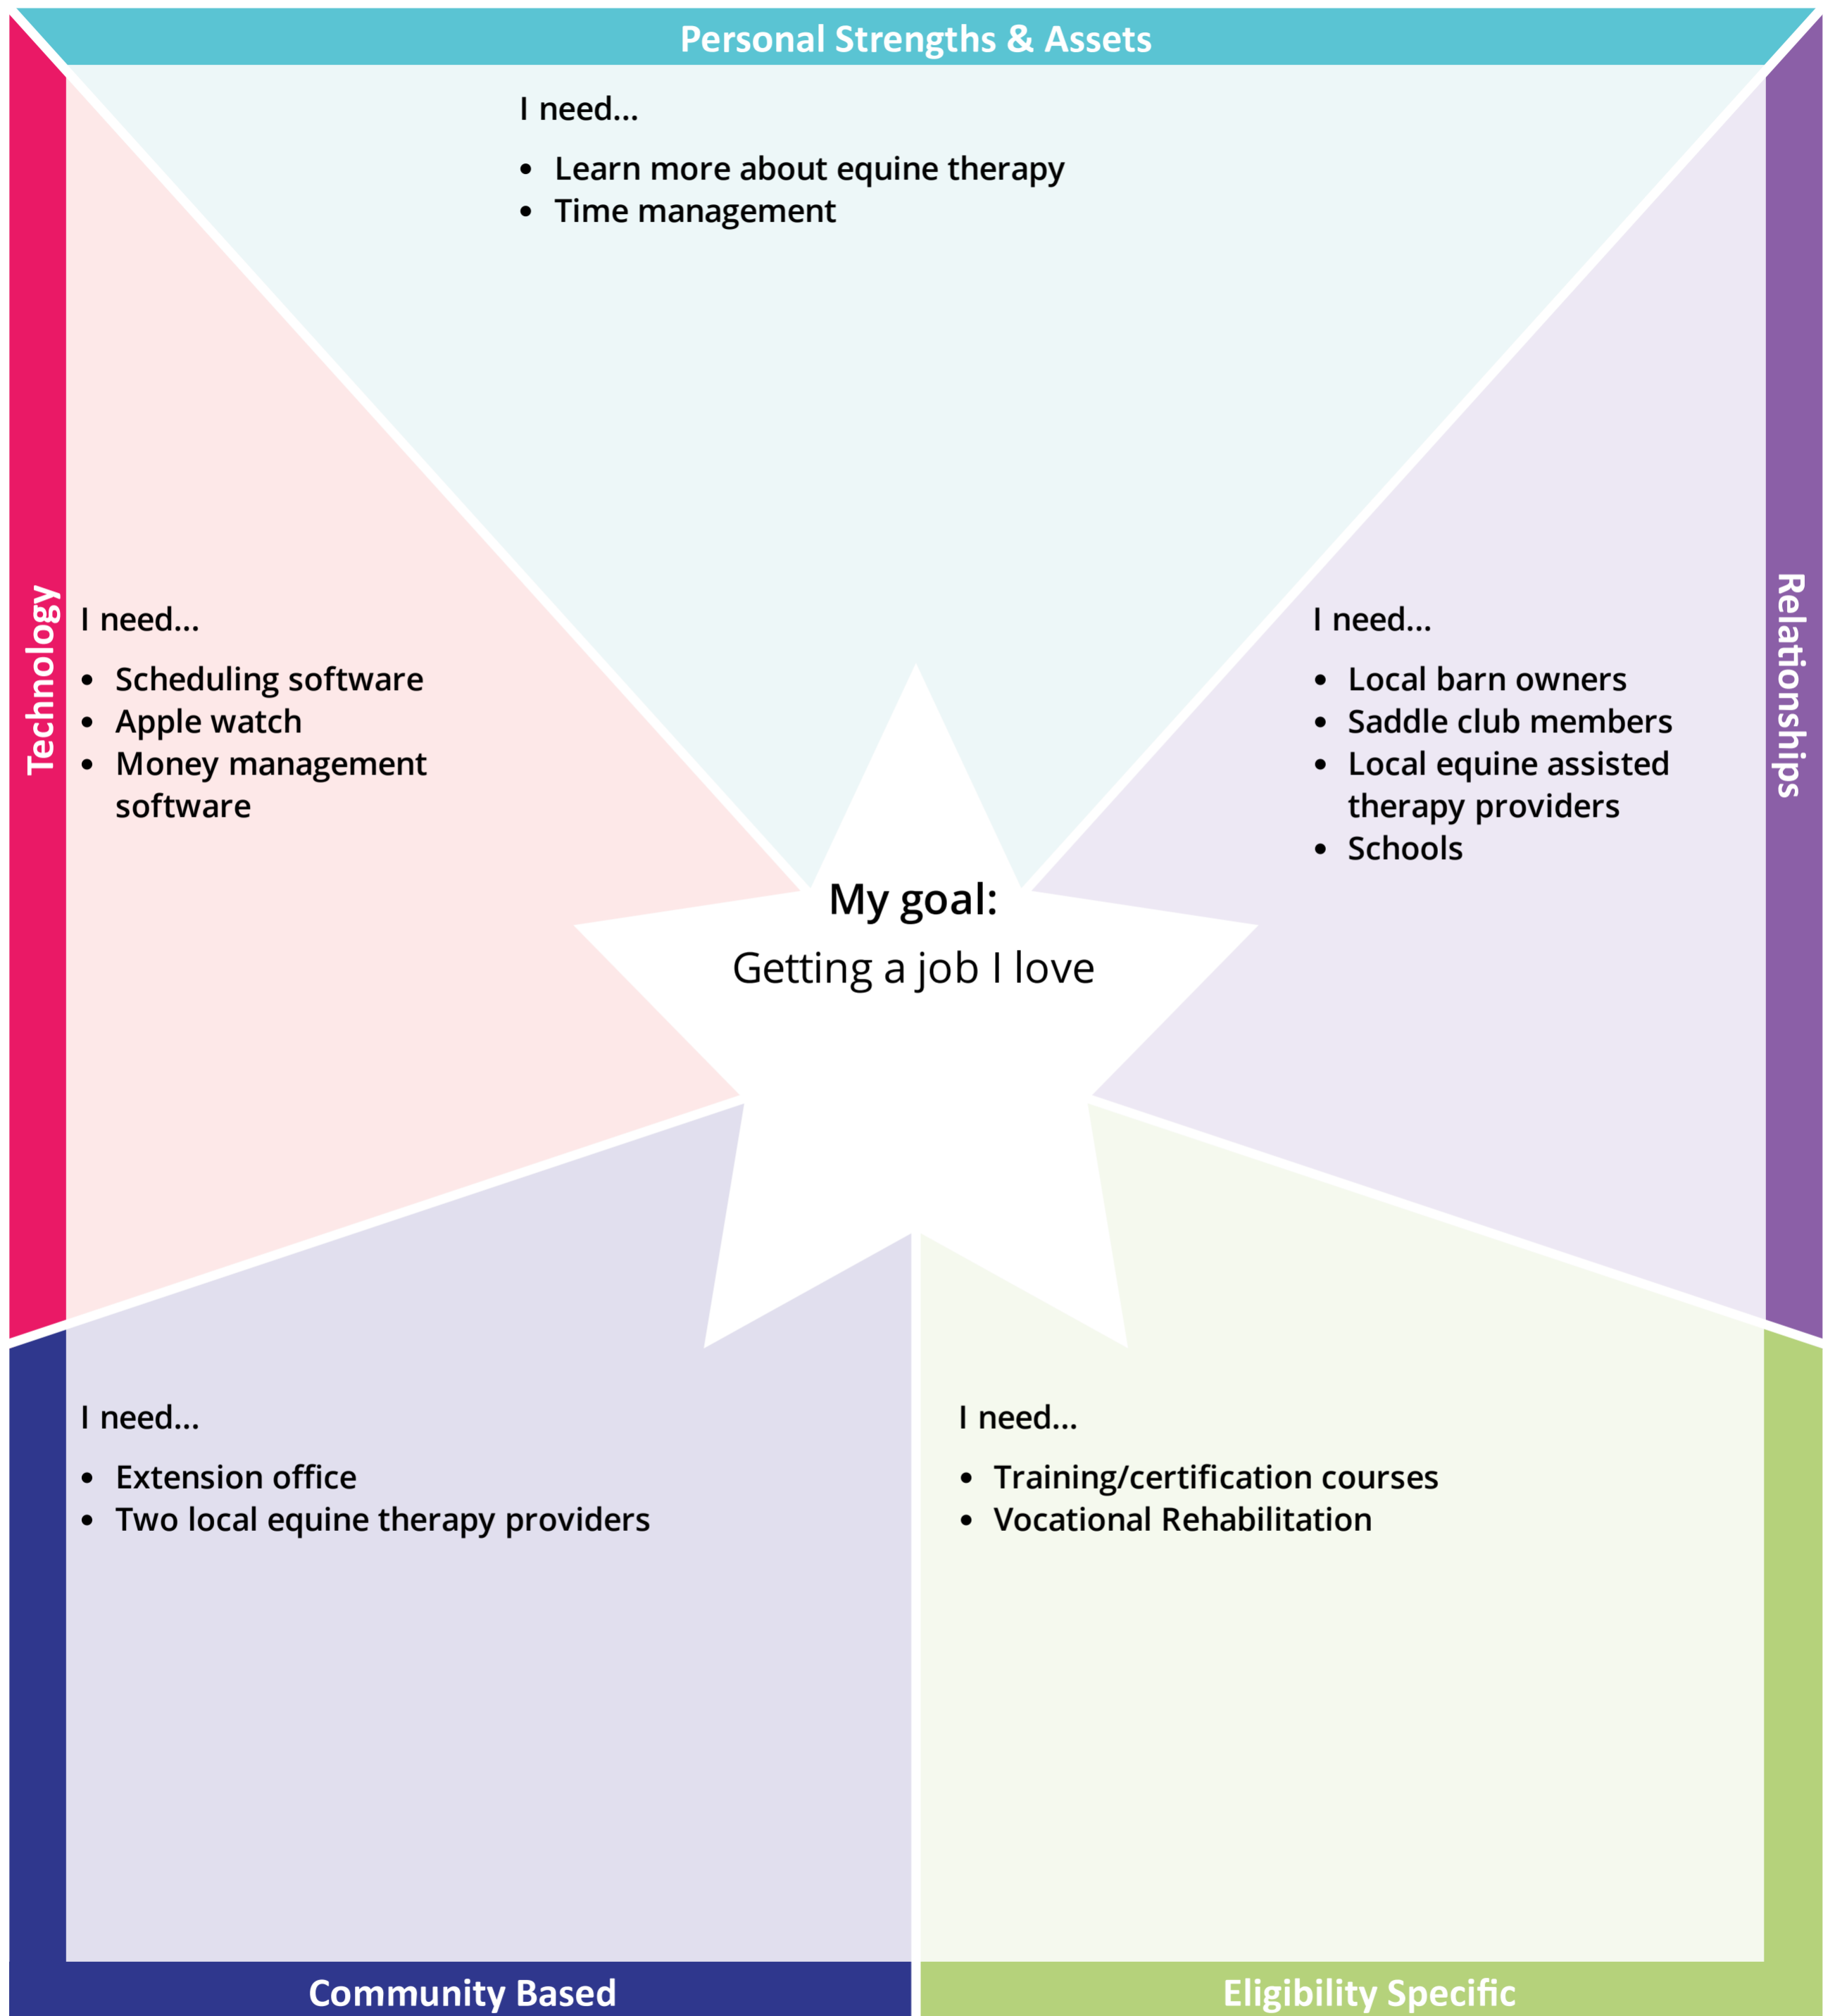 Personal Strengths & Assets
I need...
• Learn more about equine therapy
• Time management
Technology
I need...
• Scheduling software
• Apple watch
• Money management
software
Relationships
I need...
• Local barn owners
• Saddle club members
• Local equine assisted
therapy providers
• Schools
My goal:
Getting a job I love
I need...
• Extension office
• Two local equine therapy providers
Community Based
I need...
• Training/certification courses
• Vocational Rehabilitation
Eligibility Specific